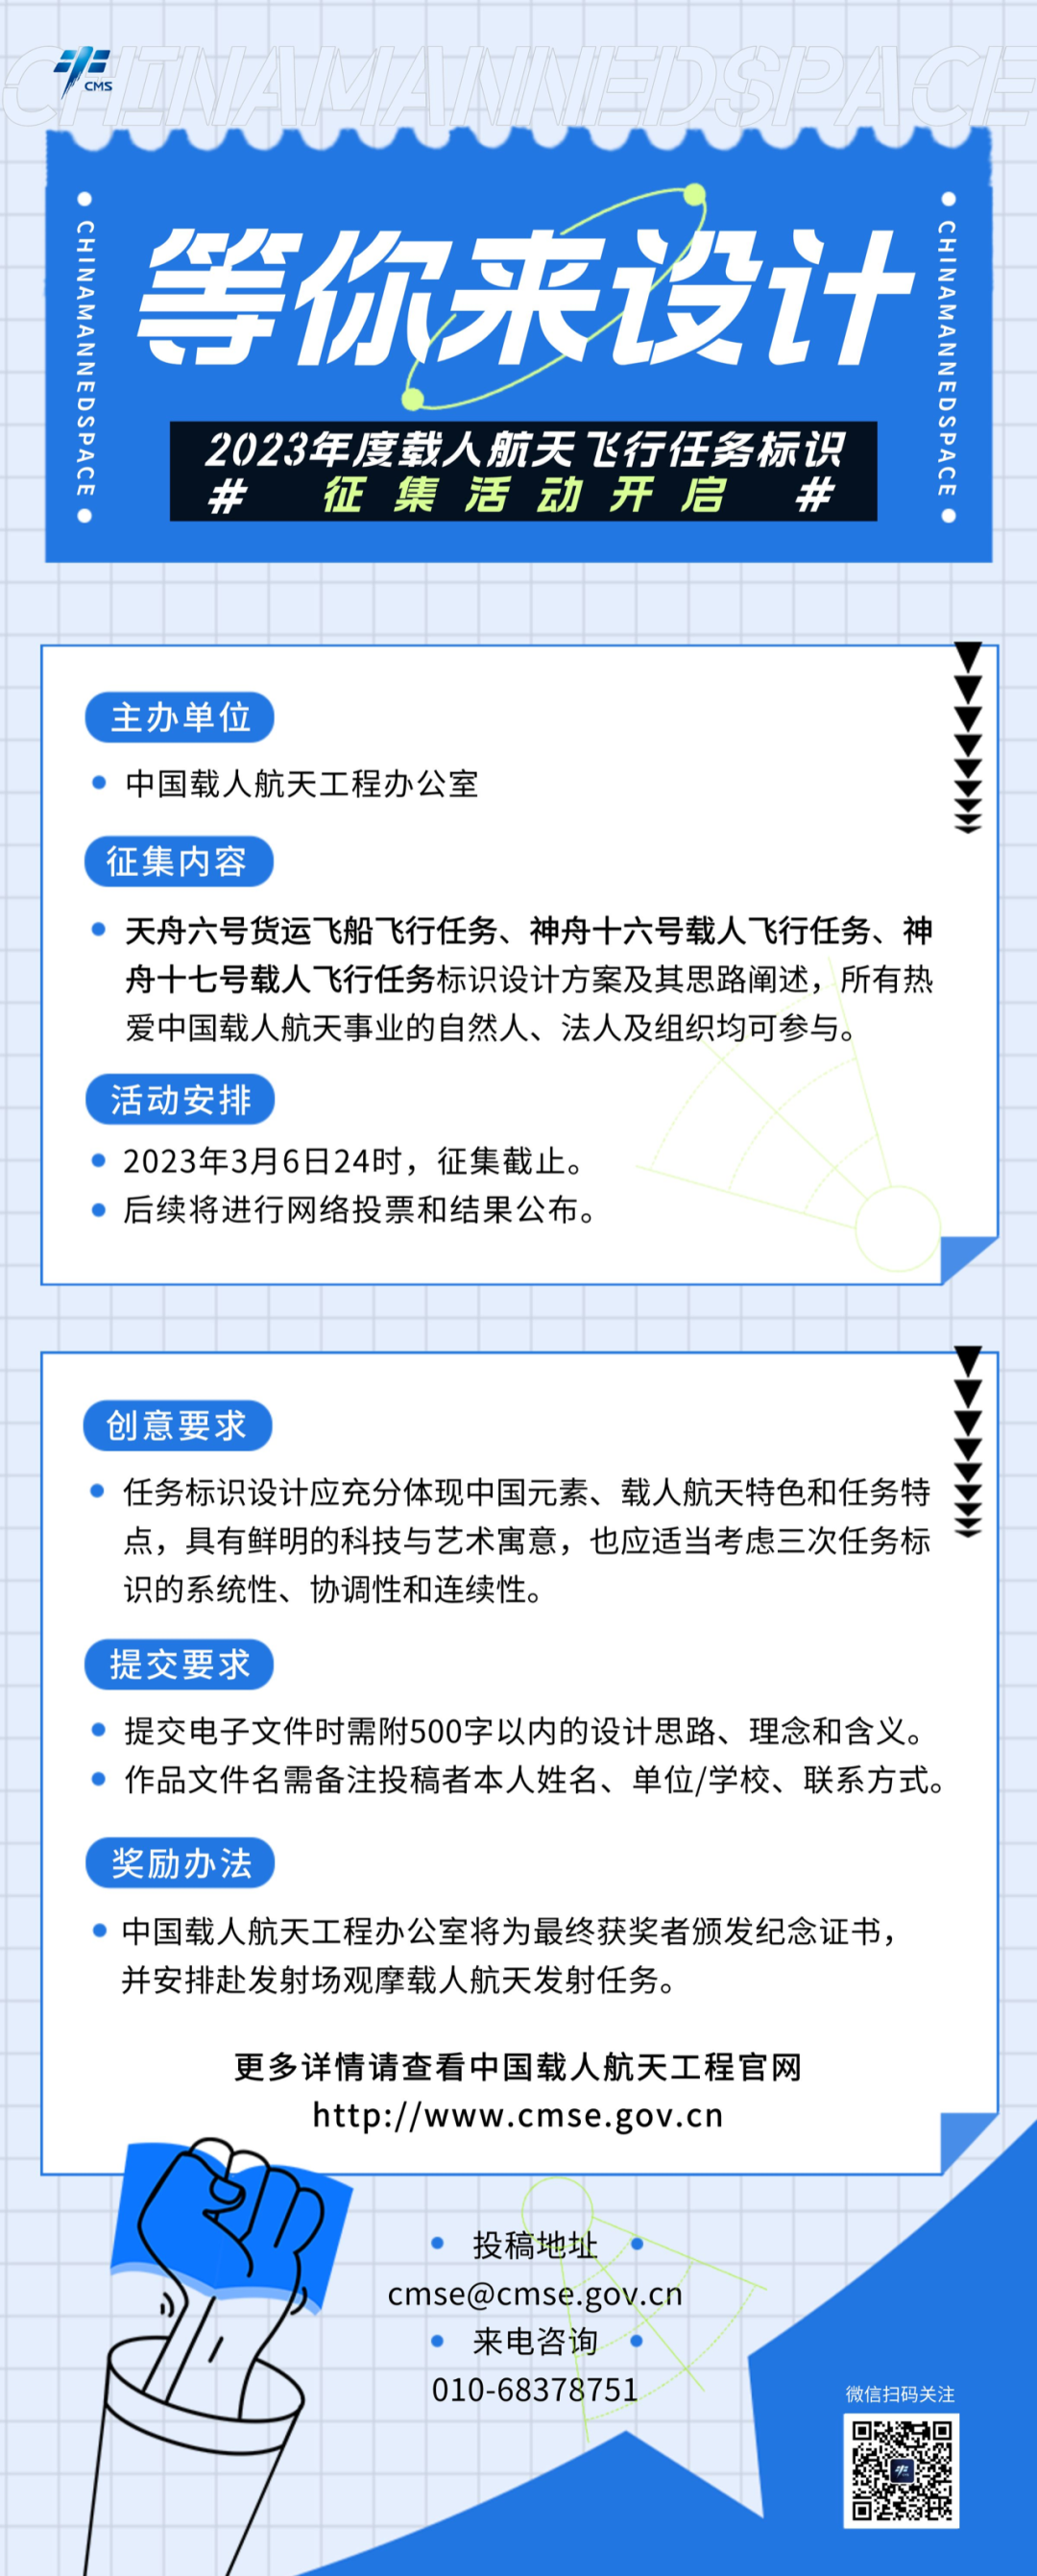 CHINAMANNEDSPACE
CMS
CHINAMANNEDSPACE
CHINAMANNEDSPACE
等你来设计
2023年度载人航天飞行任务标识
# 征集活动开启 #
主办单位
中国载人航天工程办公室
征集内容
天舟六号货运飞船飞行任务、神舟十六号载人飞行任务、神
舟十七号载人飞行任务标识设计方案及其思路阐述，所有热
爱中国载人航天事业的自然人、法人及组织均可参与。
活动安排
2023年3月6日24时，征集截止。
后续将进行网络投票和结果公布。
创意要求
任务标识设计应充分体现中国元素、载人航天特色和任务特
点，具有鲜明的科技与艺术寓意，也应适当考虑三次任务标
识的系统性、协调性和连续性。
提交要求
提交电子文件时需附500字以内的设计思路、理念和含义。
作品文件名需备注投稿者本人姓名、单位/学校、联系方式。
奖励办法
中国载人航天工程办公室将为最终获奖者颁发纪念证书，
并安排赴发射场观摩载人航天发射任务。
更多详情请查看中国载人航天工程官网
http://www.cmse.gov.cn
投稿地址
cmse@cmse.gov.cn
来电咨询
010-68378751
微信扫码关注